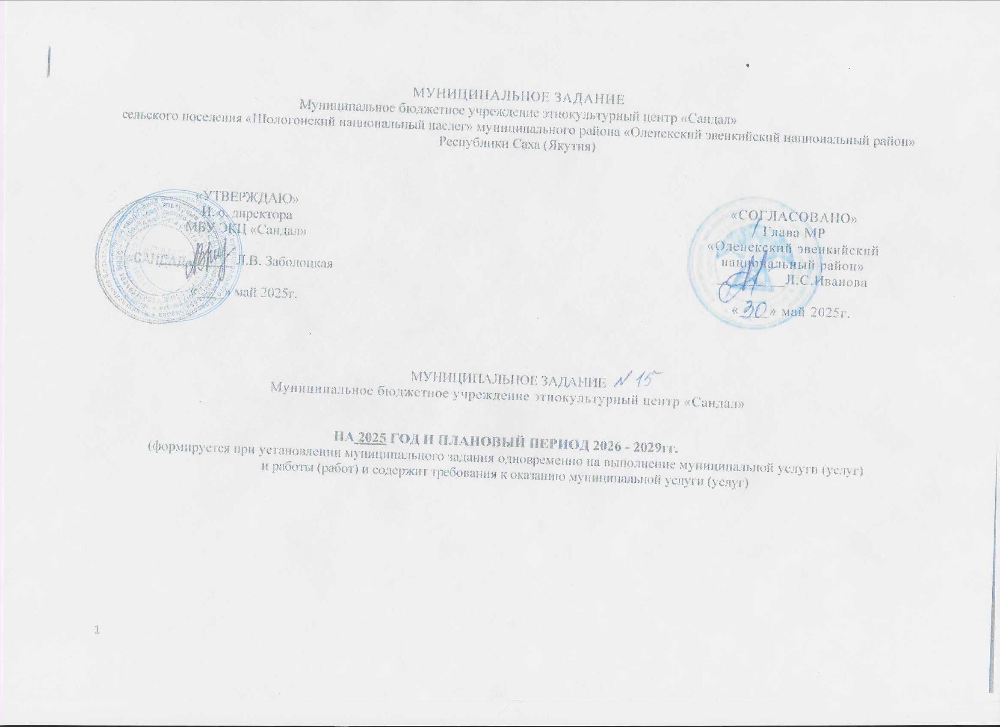 МУНИЦИПАЛЬНОЕ ЗАДАНИЕ
Муниципальное бюджетное учреждение этнокультурный центр «Сандал»
сельского поселения «Шологонский национальный наслег» муниципального района «Оленекский эвенкийский национальный район»
Республики Саха (Якутия)
«УТВЕРЖДАЮ»
И. о. директора
МБУ ЭКЦ «Сандал»
Л.В. Заболоцкая
«____» май 2025г.
«САНДАЛ»
«СОГЛАСОВАНО»
Глава МР
«Оленекский эвенкийский
национальный район»
__________Л.С.Иванова
«30» май 2025г.
МУНИЦИПАЛЬНОЕ ЗАДАНИЕ N 15
Муниципальное бюджетное учреждение этнокультурный центр «Сандал»
НА 2025 ГОД И ПЛАНОВЫЙ ПЕРИОД 2026 - 2029гг.
(формируется при установлении муниципального задания одновременно на выполнение муниципальной услуги (услуг)
и работы (работ) и содержит требования к оказанию муниципальной услуги (услуг)
1